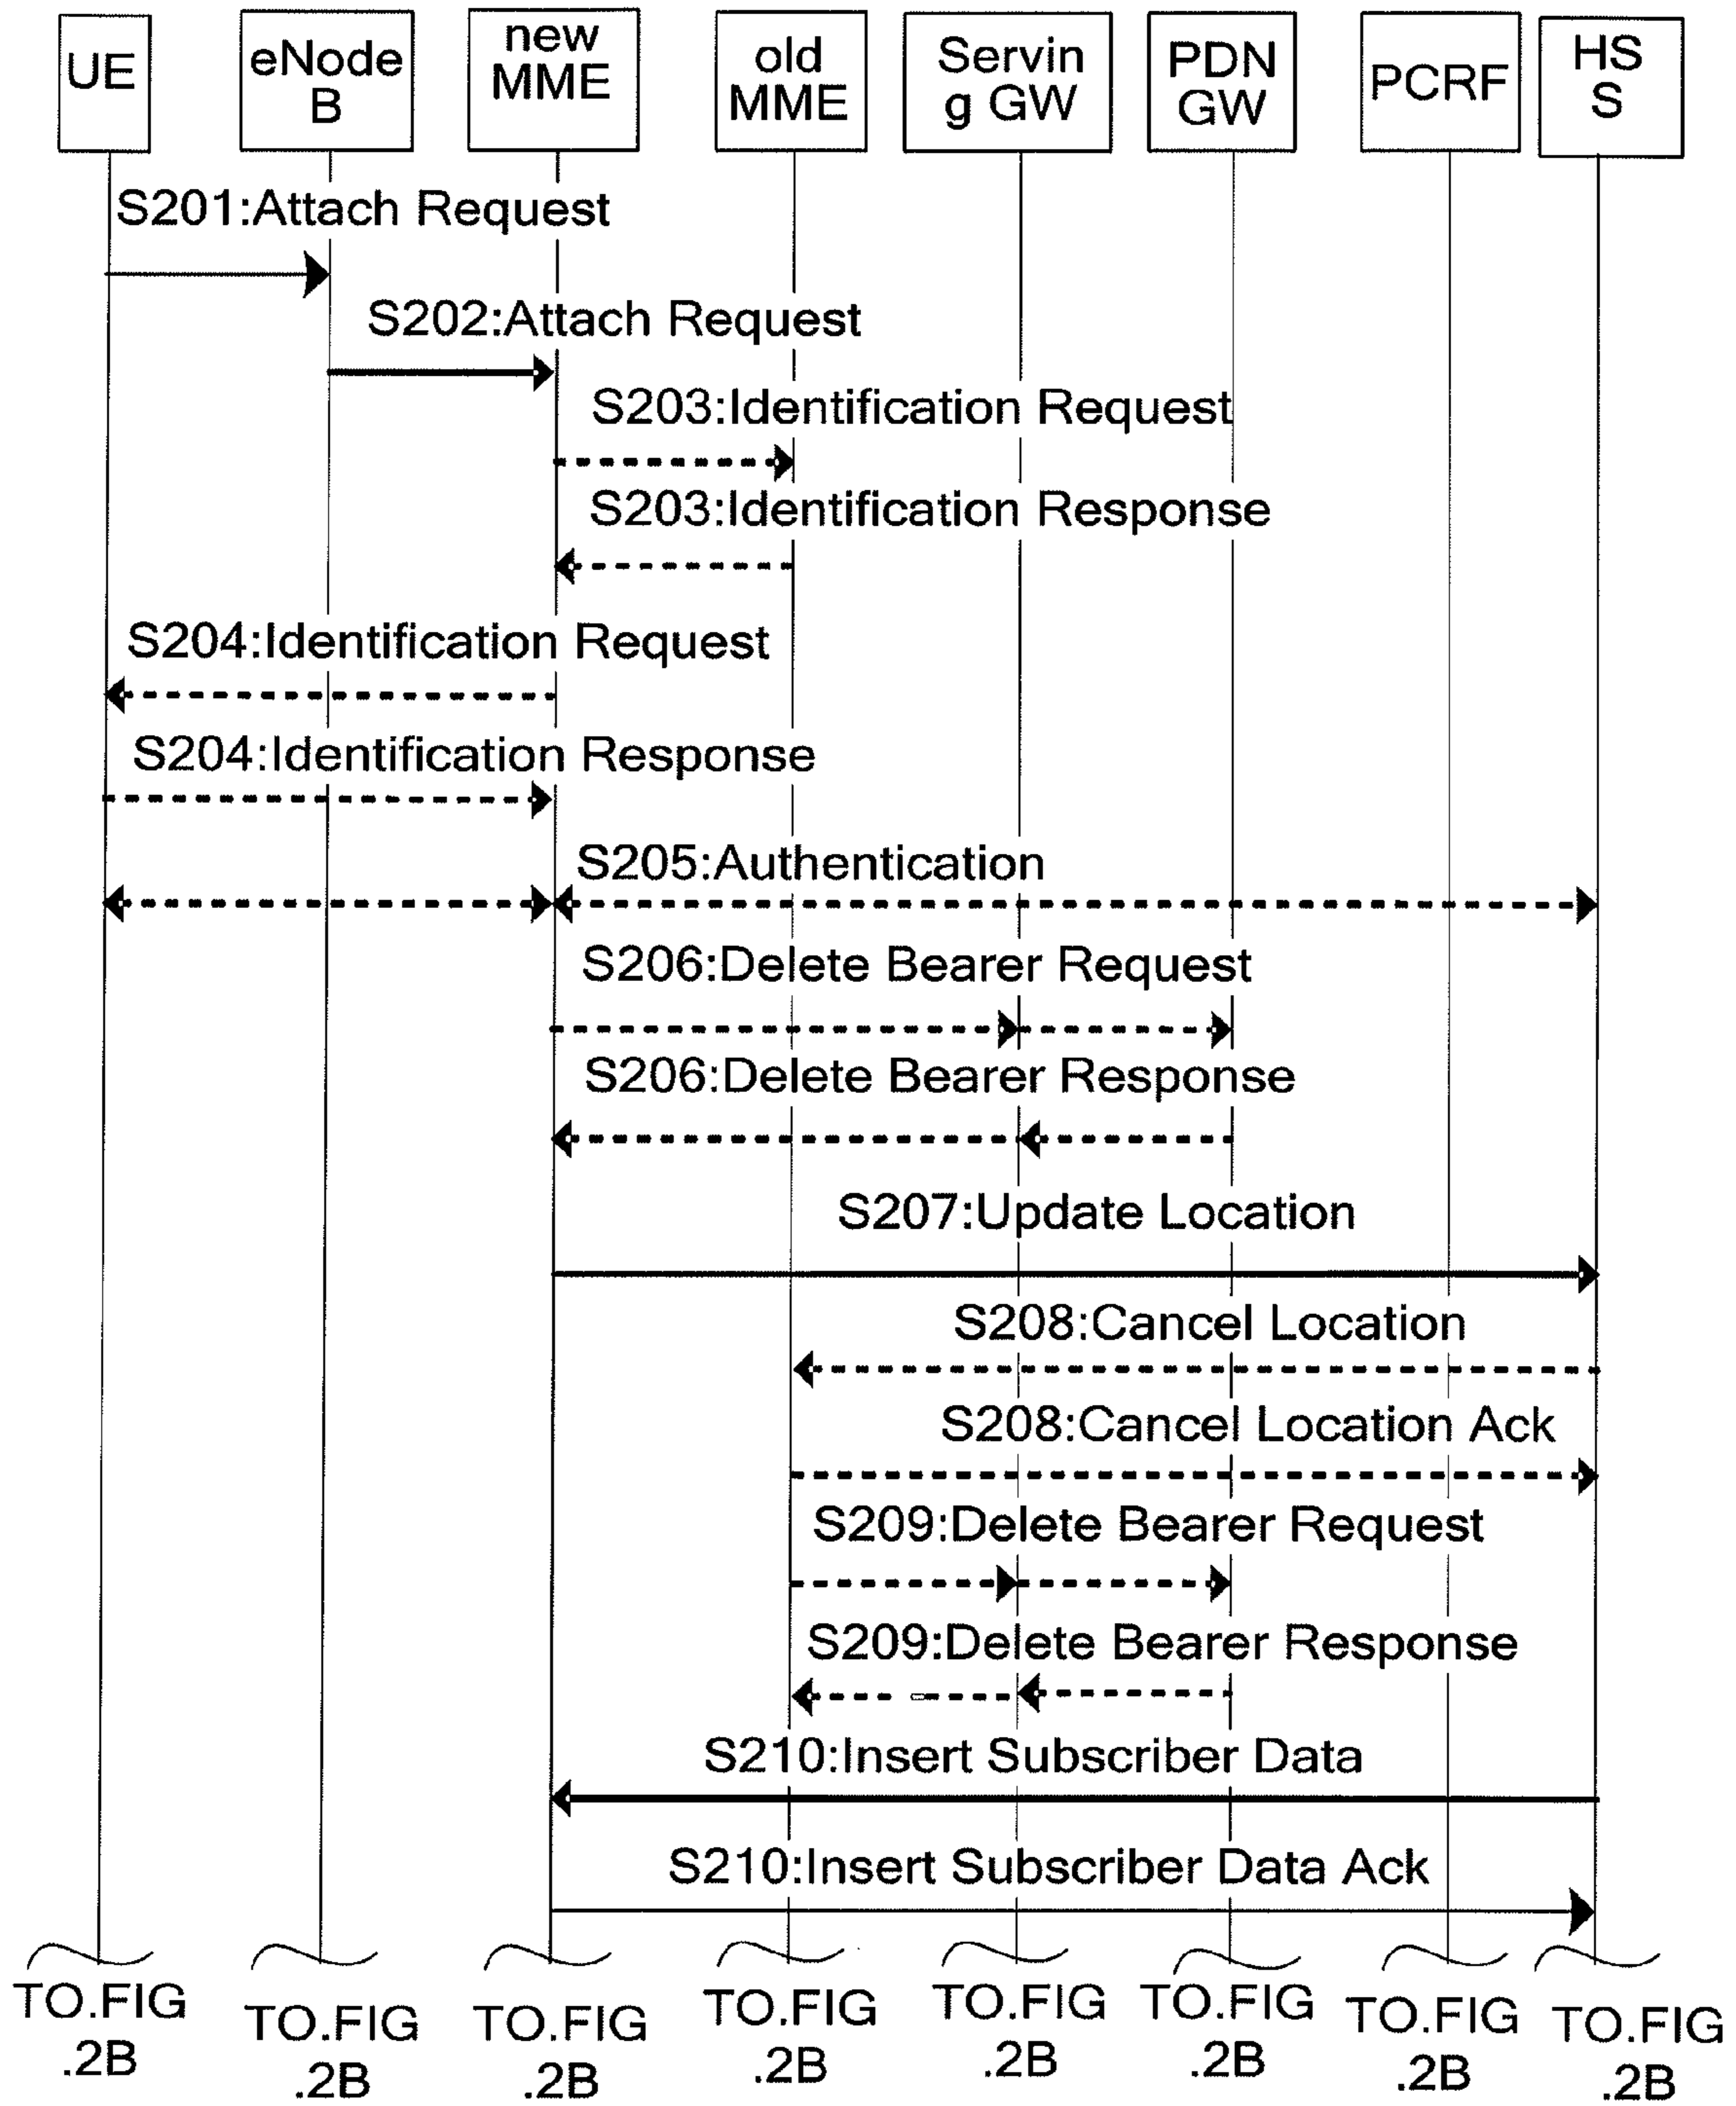 UE
eNode
B
new
MME
old
MME
Servin
g GW
PDN
GW
PCRF
HS
S
S201:Attach Request
S202:Attach Request
S203:Identification Request
S203:Identification Response
S204:Identification Request
S204:Identification Response
S205:Authentication
S206:Delete Bearer Request
S206:Delete Bearer Response
S207:Update Location
S208:Cancel Location
S208:Cancel Location Ack
S209:Delete Bearer Request
S209:Delete Bearer Response
S210:Insert Subscriber Data
S210:Insert Subscriber Data Ack
TO.FIG
.2B
TO.FIG
.2B
TO.FIG
.2B
TO.FIG
.2B
TO.FIG
.2B
TO.FIG
.2B
TO.FIG
.2B
TO.FIG
.2B